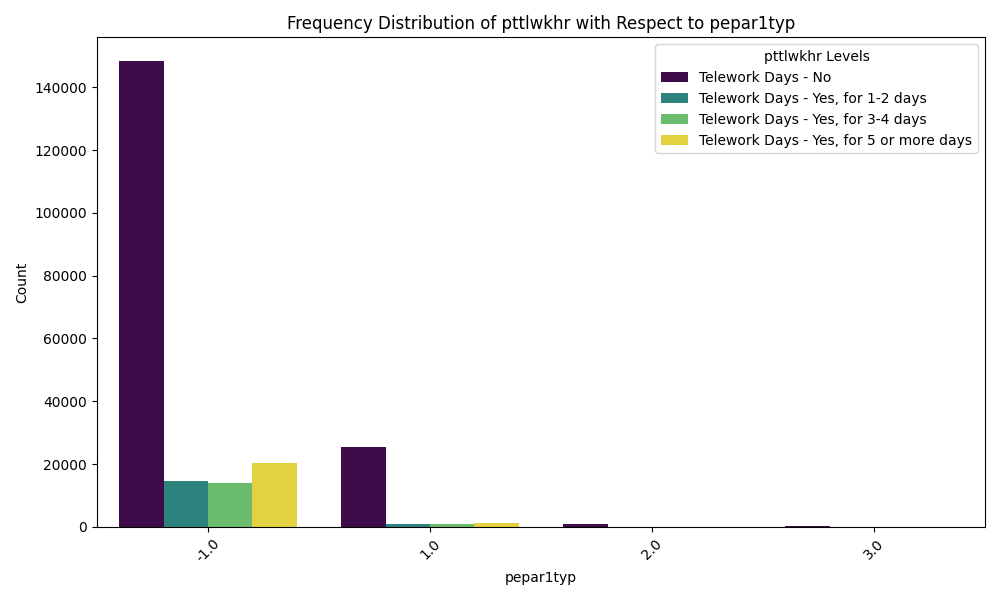 Frequency Distribution of pttlwkhr with Respect to pepar1typ
pttlwkhr Levels
Telework Days - No
Telework Days - Yes, for 1-2 days
Telework Days - Yes, for 3-4 days
Telework Days - Yes, for 5 or more days
Count
140000
120000
100000
80000
60000
40000
20000
0
-1.0
1.0
2.0
3.0
pepar1typ